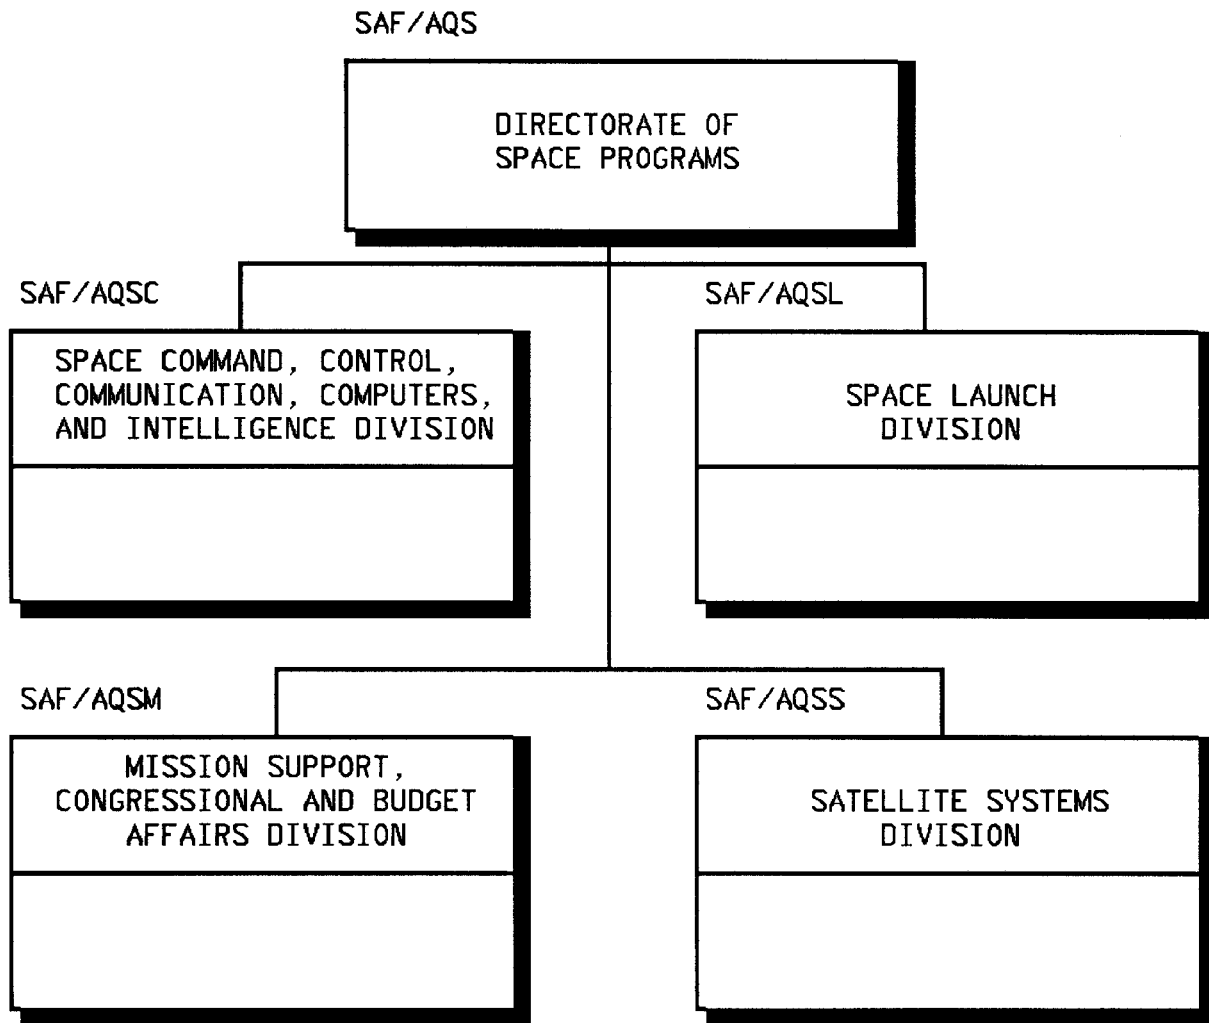 SAF/AQS
DIRECTORATE OF
SPACE PROGRAMS
SAF/AQSC
SPACE COMMAND, CONTROL,
COMMUNICATION, COMPUTERS,
AND INTELLIGENCE DIVISION
SAF/AQSL
SPACE LAUNCH
DIVISION
SAF/AQSM
MISSION SUPPORT,
CONGRESSIONAL AND BUDGET
AFFAIRS DIVISION
SAF/AQSS
SATELLITE SYSTEMS
DIVISION